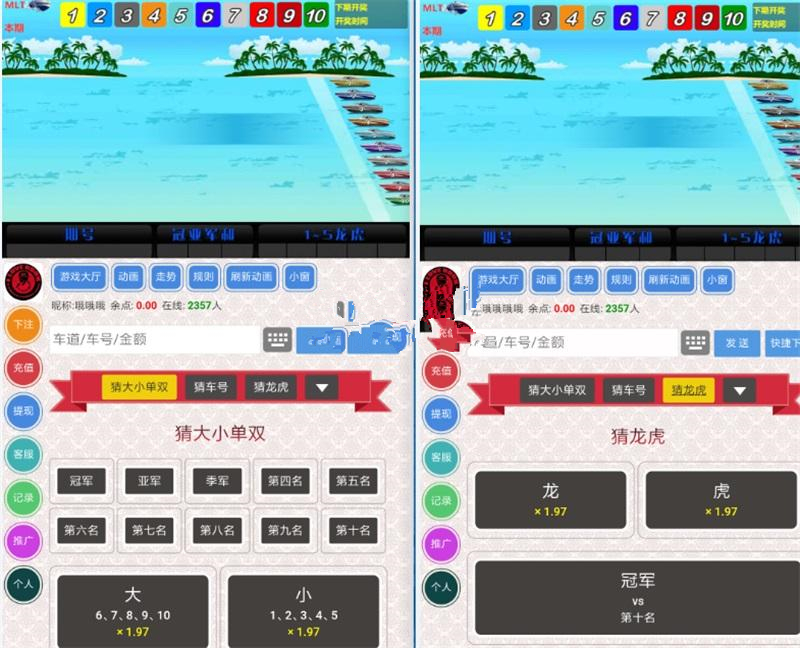 MLT
1 2 3 4 5 6 7 8 9 10
下期开奖
开奖时间
本期
期号 冠亚军和 1~5龙虎
游戏大厅 动画 走势 规则 刷新动画 小窗
昵称:哦哦哦 余点: 0.00 在线: 2357人
下注
车道/车号/金额
充值
猜大小单双 猜车号 猜龙虎 ▼
提现
猜大小单双
客服
冠军 亚军 季军 第四名 第五名
记录
第六名 第七名 第八名 第九名 第十名
推广
个人
大
6、7、8、9、10
×1.97
小
1、2、3、4、5
×1.97
MLT
1 2 3 4 5 6 7 8 9 10
下期开奖
开奖时间
本期
期号 冠亚军和 1~5龙虎
游戏大厅 动画 走势 规则 刷新动画 小窗
哦哦哦哦 余点: 0.00 在线: 2357人
号/金额
发送 快捷下
充值
猜大小单双 猜车号 猜龙虎 ▼
提现
猜龙虎
客服
龙
×1.97
虎
×1.97
记录
推广
个人
冠军
vs
第十名